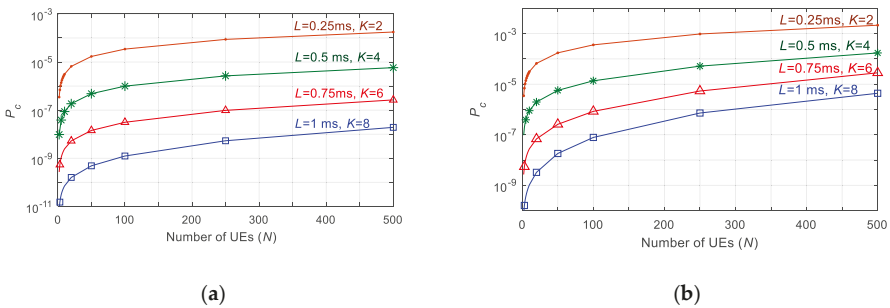 10⁻³
10⁻⁵
10⁻⁷
10⁻⁹
10⁻¹¹
P_c
L=0.25ms, K=2
L=0.5 ms, K=4
L=0.75ms, K=6
L=1 ms, K=8
0 100 200 300 400 500
Number of UEs (N)
(a)
10⁻³
10⁻⁵
10⁻⁷
10⁻⁹
P_c
L=0.25ms, K=2
L=0.5ms, K=4
L=0.75ms, K=6
L=1 ms, K=8
0 100 200 300 400 500
Number of UEs (N)
(b)